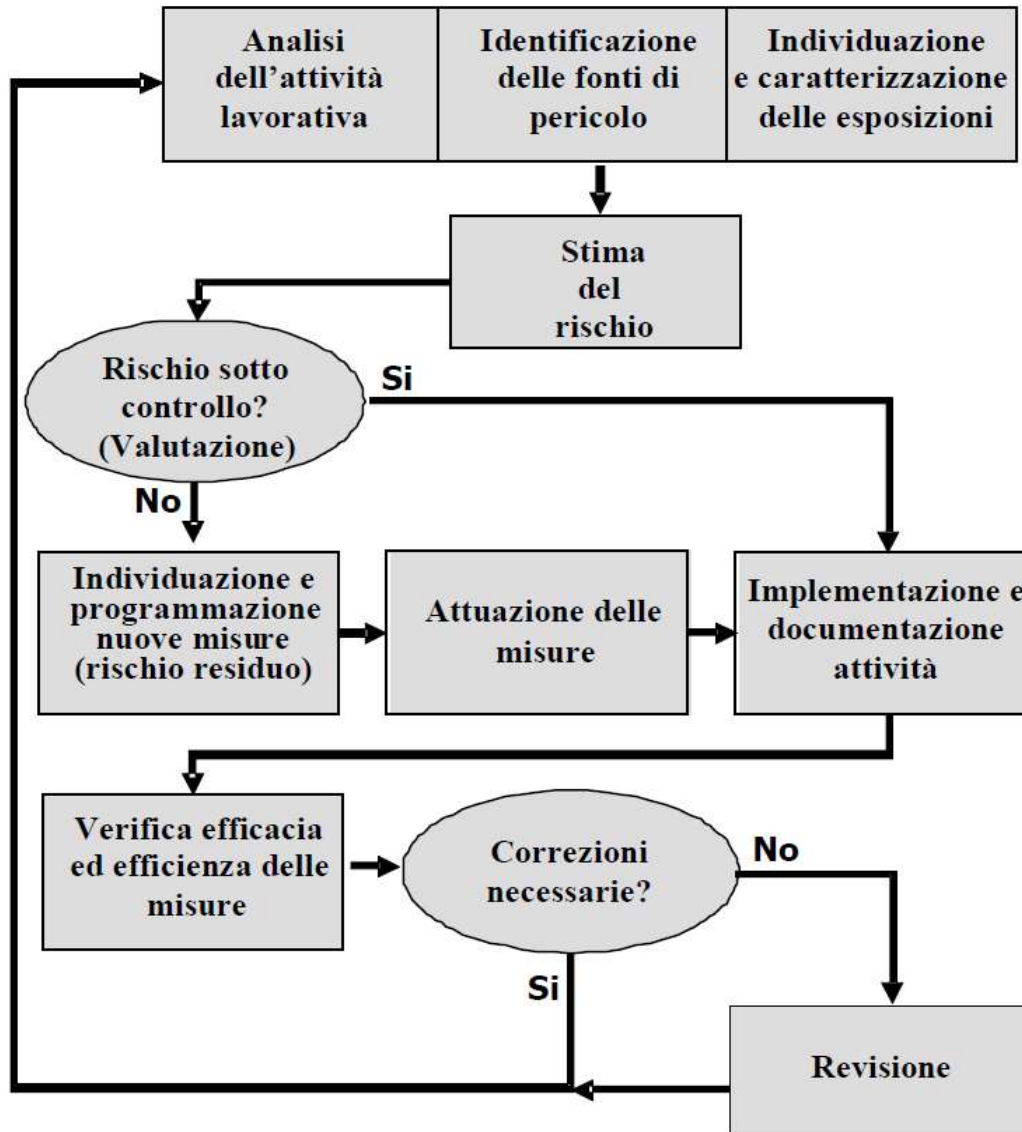 Analisi
dell'attività
lavorativa
Identificazione
delle fonti di
pericolo
Individuazione
e caratterizzazione
delle esposizioni
Stima
del
rischio
Rischio sotto
controllo?
(Valutazione)
Si
No
Individuazione e
programmazione
nuove misure
(rischio residuo)
Attuazione delle
misure
Implementazione e
documentazione
attività
Verifica efficacia
ed efficienza delle
misure
Correzioni
necessarie?
No
Si
Revisione